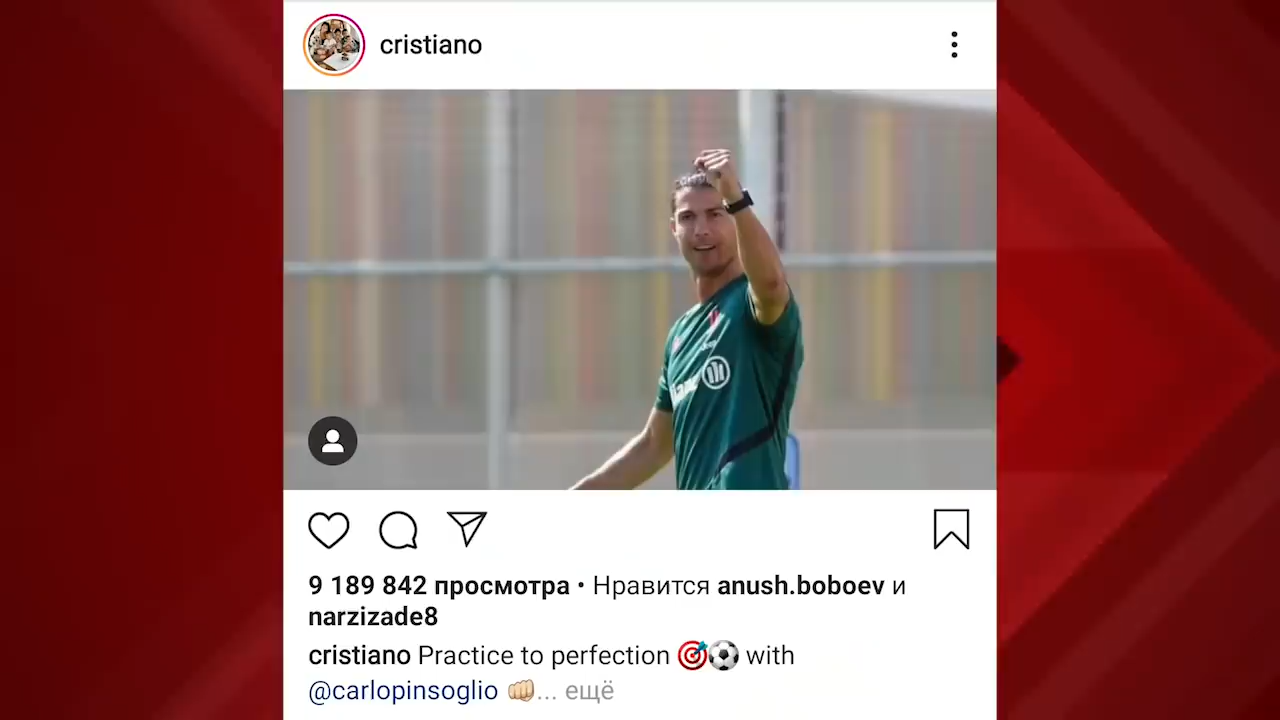 cristiano
9 189 842 просмотра • Нравится anush.boboev и
narzizade8
cristiano Practice to perfection 🎯⚽ with
@carlopinsoglio 👊🏼... ещё